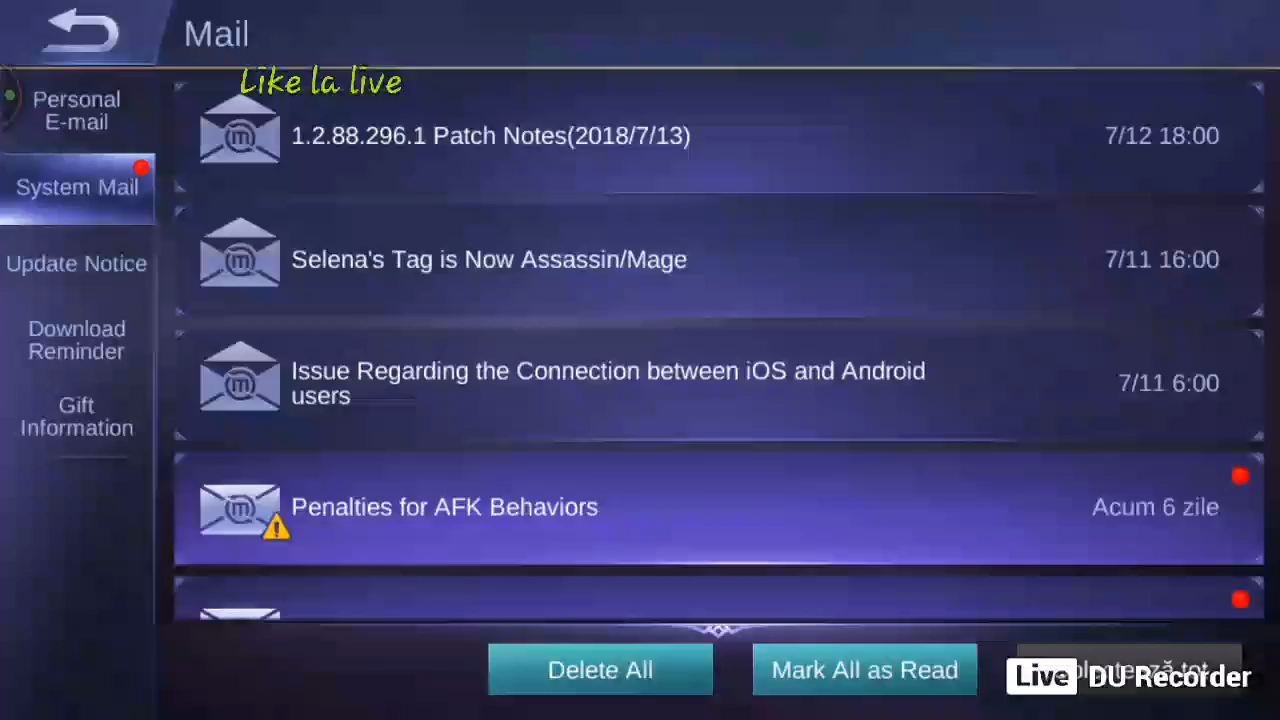 Mail
Like la live
Personal
E-mail
System Mail
Update Notice
Download
Reminder
Gift
Information
1.2.88.296.1 Patch Notes(2018/7/13)
7/12 18:00
Selena's Tag is Now Assassin/Mage
7/11 16:00
Issue Regarding the Connection between iOS and Android
users
7/11 6:00
Penalties for AFK Behaviors
Acum 6 zile
Delete All
Mark All as Read
tot
Live DU Recorder